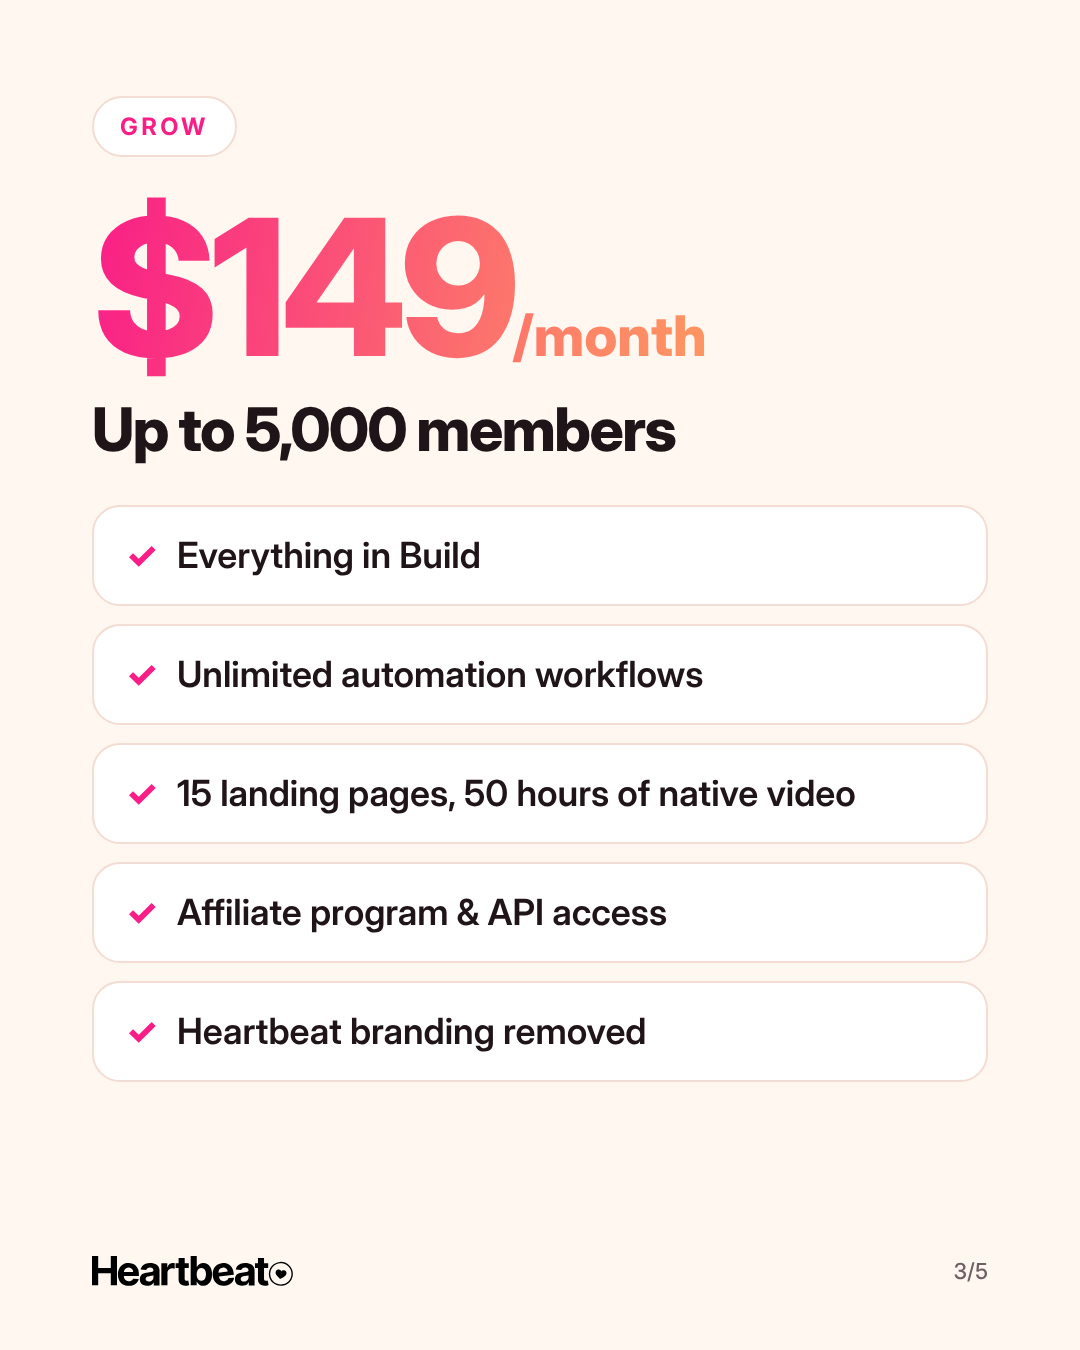 GROW
$149/month
Up to 5,000 members
Everything in Build
Unlimited automation workflows
15 landing pages, 50 hours of native video
Affiliate program & API access
Heartbeat branding removed
Heartbeat
3/5